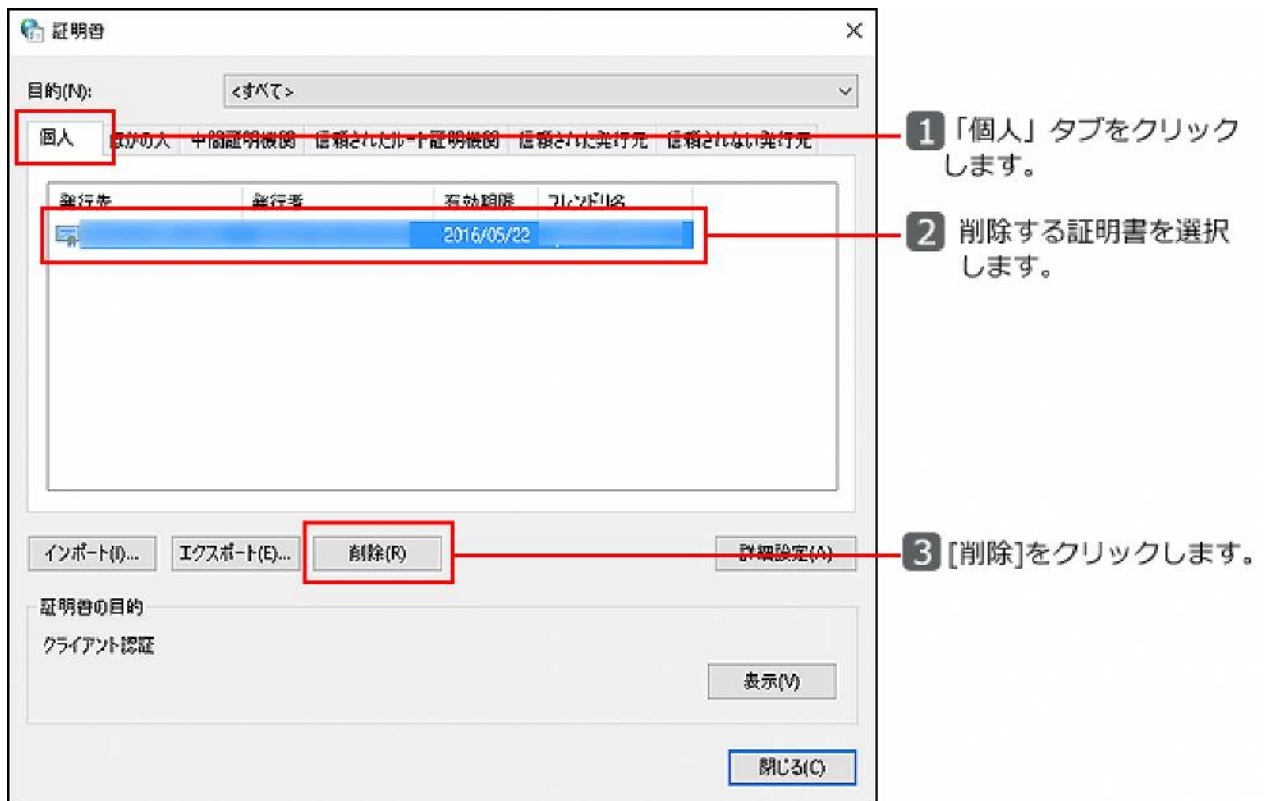 証明書
目的(N):
<すべて>
個人 ほかの人 中間証明機関 信頼されたルート証明機関 信頼された発行元 信頼されない発行元
発行先 発行者 有効期限 フレンドリ名
2016/05/22
インポート(I)... エクスポート(E)... 削除(R) 詳細設定(A)
証明書の目的
クライアント認証
表示(V)
閉じる(C)
1 「個人」タブをクリック
します。
2 削除する証明書を選択
します。
3 [削除]をクリックします。